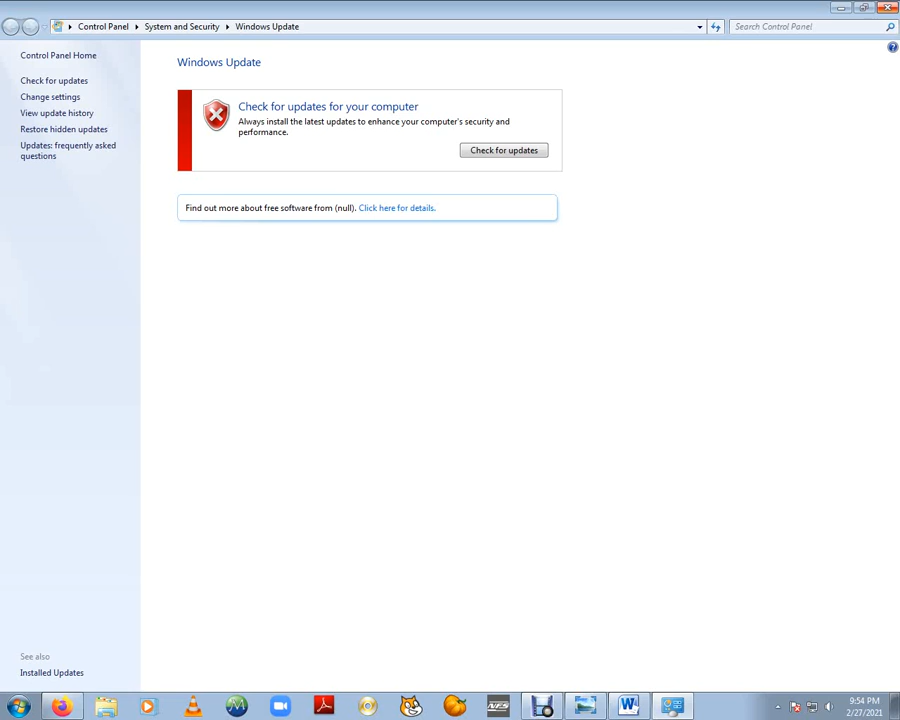 Control Panel System and Security Windows Update Search Control Panel
Control Panel Home
Check for updates
Change settings
View update history
Restore hidden updates
Updates: frequently asked
questions
Windows Update
Check for updates for your computer
Always install the latest updates to enhance your computer's security and
performance.
Check for updates
Find out more about free software from (null). Click here for details.
See also
Installed Updates
NFS
W
9:54 PM
2/27/2021